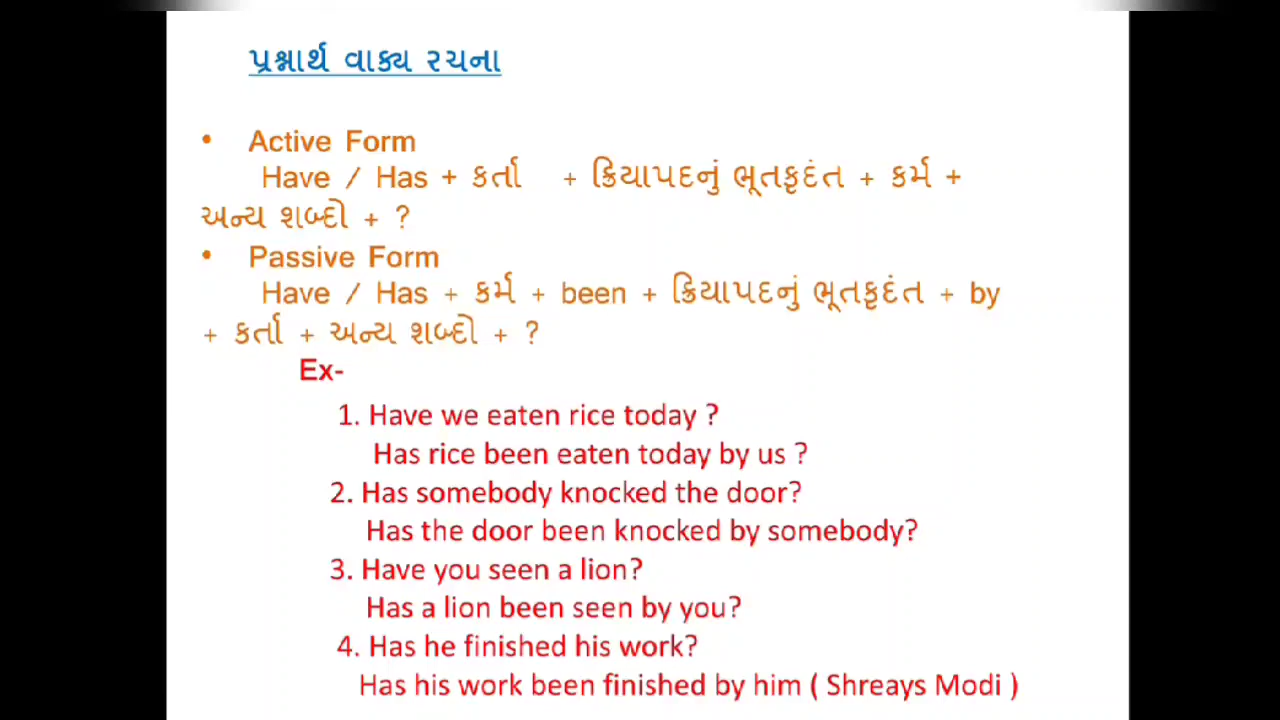 પ્રશ્નાર્થ વાક્ય રચના
• Active Form
Have / Has + કર્તા + ક્રિયાપદનું ભૂતકૃદંત + કર્મ +
અન્ય શબ્દો + ?
• Passive Form
Have / Has + કર્મ + been + ક્રિયાપદનું ભૂતકૃદંત + by
+ કર્તા + અન્ય શબ્દો + ?
Ex-
1. Have we eaten rice today ?
Has rice been eaten today by us ?
2. Has somebody knocked the door?
Has the door been knocked by somebody?
3. Have you seen a lion?
Has a lion been seen by you?
4. Has he finished his work?
Has his work been finished by him ( Shreays Modi )